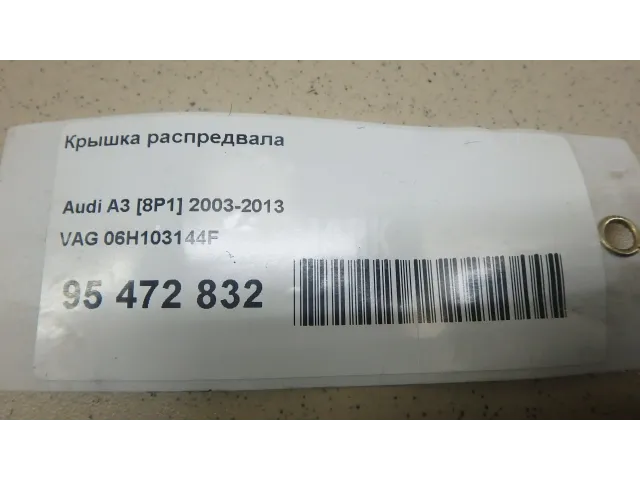 Крышка распредвала
Audi A3 [8P1] 2003-2013
VAG 06H103144F
95 472 832